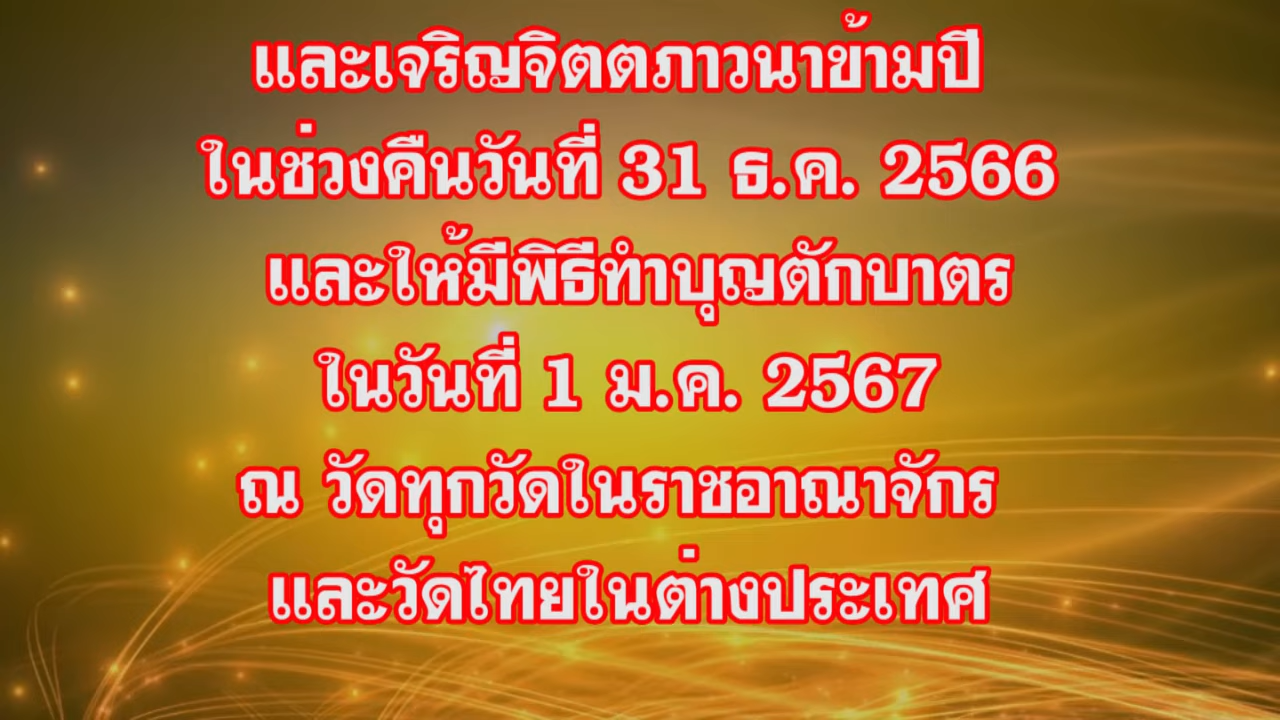 และเจริญจิตตภาวนาข้ามปี
ในช่วงคืนวันที่ 31 ธ.ค. 2566
และให้มีพิธีทำบุญตักบาตร
ในวันที่ 1 ม.ค. 2567
ณ วัดทุกวัดในราชอาณาจักร
และวัดไทยในต่างประเทศ